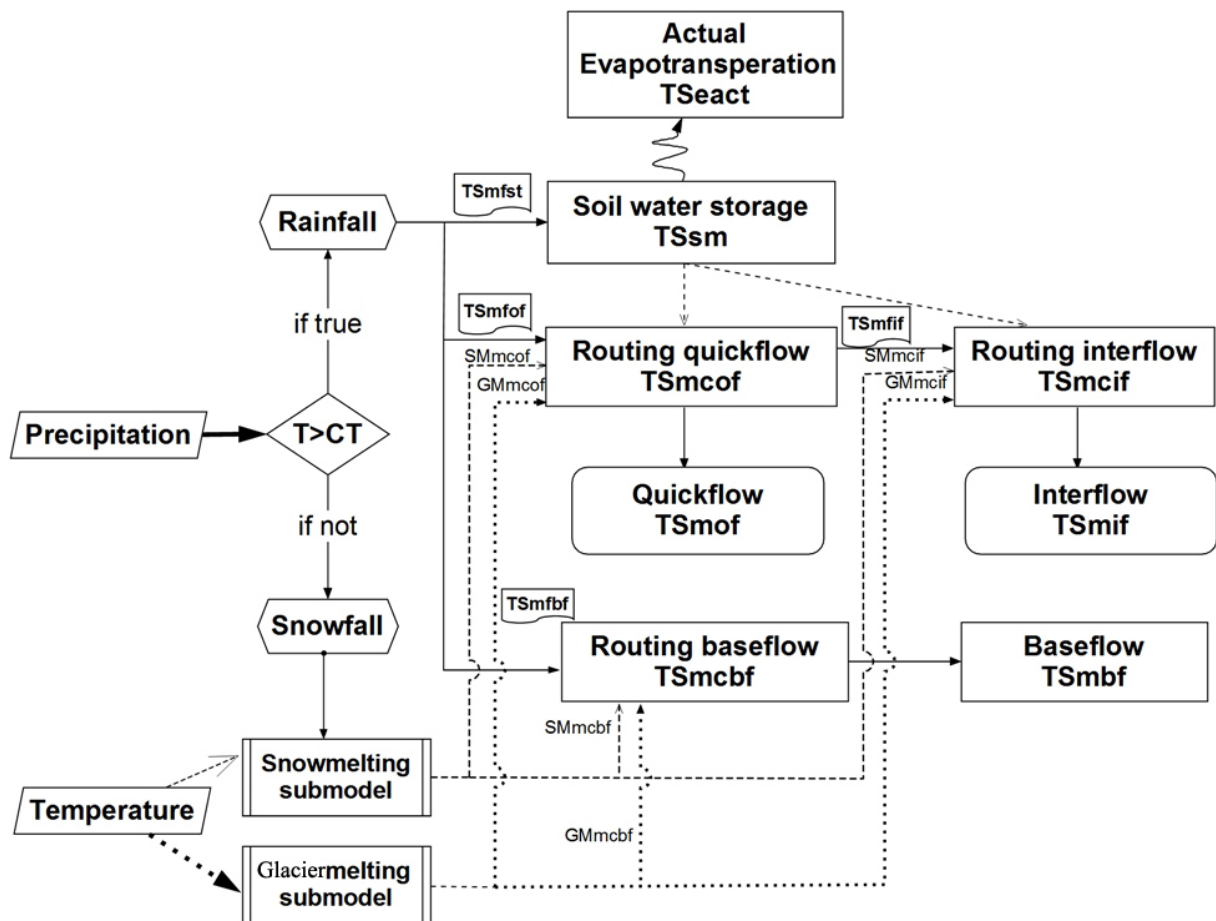 Actual
Evapotransperation
TSeact
TSmfst
Rainfall
Soil water storage
TSsm
if true
TSmfof
SMmcof
GMmcof
Routing quickflow
TSmcof
TSmfif
SMmcif
GMmcif
Routing interflow
TSmcif
Precipitation
T>CT
Quickflow
TSmof
Interflow
TSmif
if not
Snowfall
TSmfbf
Routing baseflow
TSmcbf
Baseflow
TSmbf
SMmcbf
Snowmelting
submodel
Temperature
GMmcbf
Glaciermelting
submodel